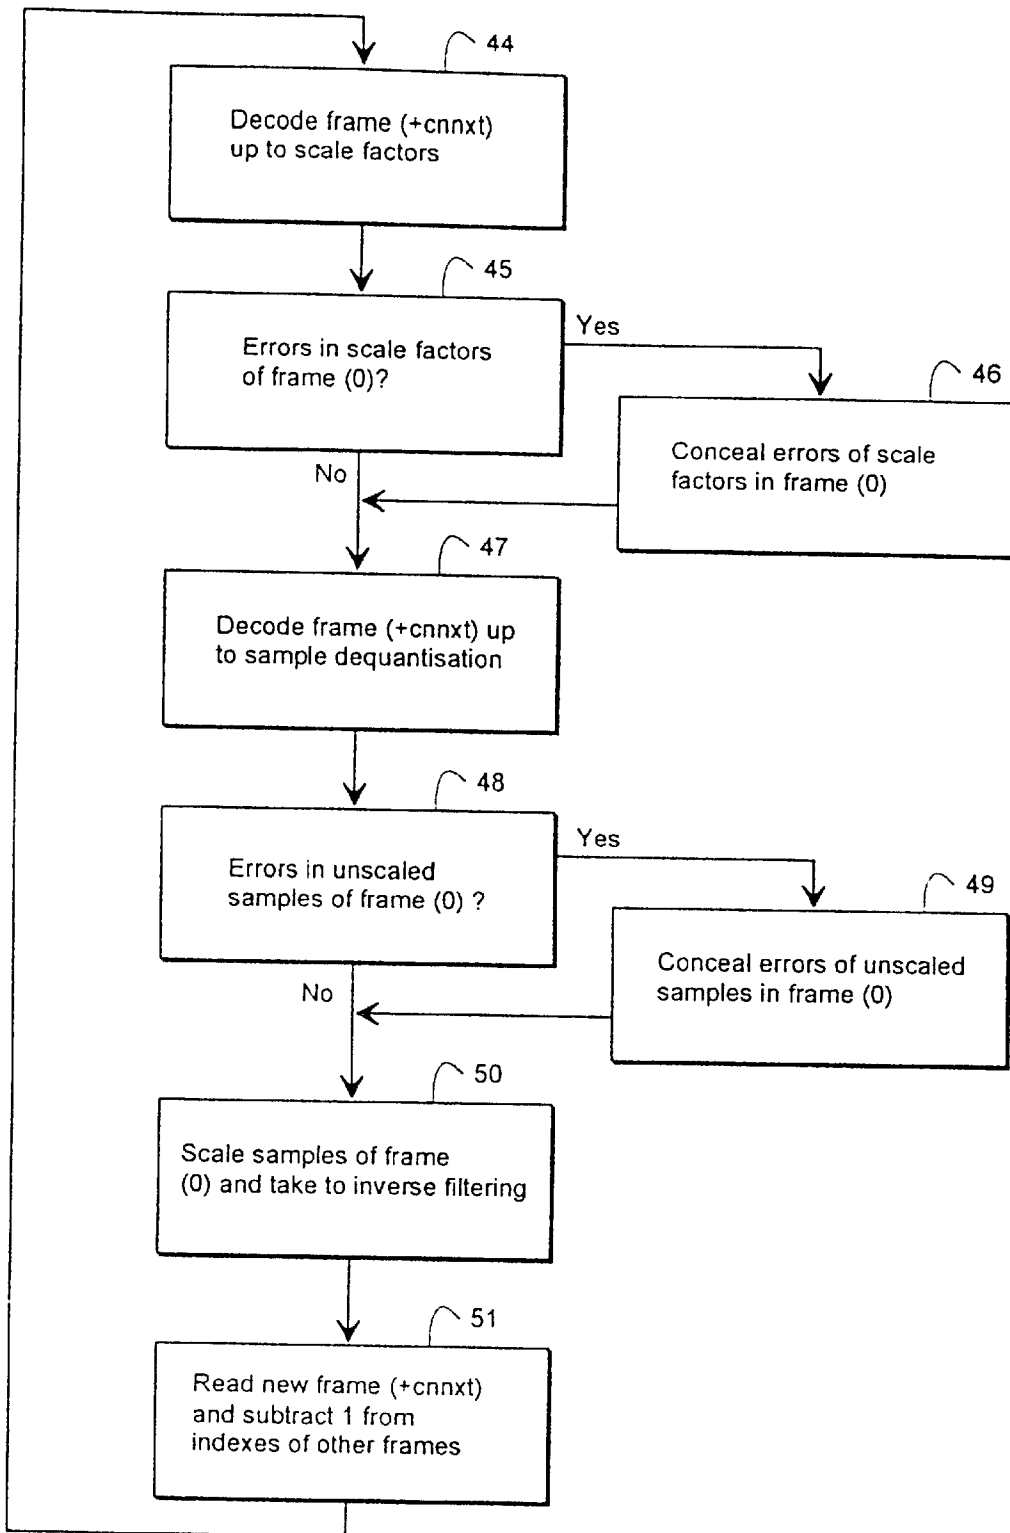 44
Decode frame (+cnnxt)
up to scale factors
45
Errors in scale factors
of frame (0)?
Yes
46
Conceal errors of scale
factors in frame (0)
No
47
Decode frame (+cnnxt) up
to sample dequantisation
48
Errors in unscaled
samples of frame (0) ?
Yes
49
Conceal errors of unscaled
samples in frame (0)
No
50
Scale samples of frame
(0) and take to inverse filtering
51
Read new frame (+cnnxt)
and subtract 1 from
indexes of other frames